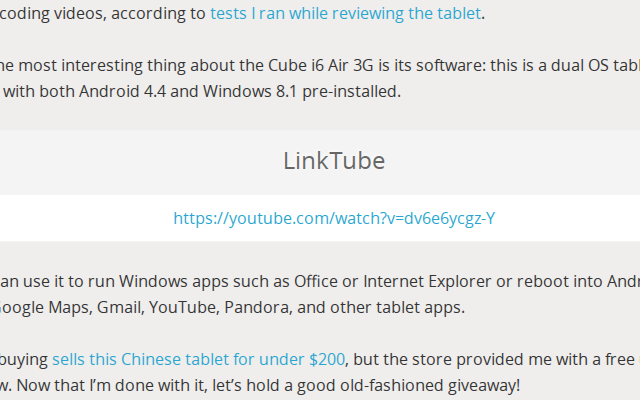 coding videos, according to tests I ran while reviewing the tablet.
most interesting thing about the Cube i6 Air 3G is its software: this is a dual OS
with both Android 4.4 and Windows 8.1 pre-installed.
LinkTube
https://youtube.com/watch?v=dv6e6ycgz-Y
an use it to run Windows apps such as Office or Internet Explorer or reboot into
Google Maps, Gmail, YouTube, Pandora, and other tablet apps.
buying sells this Chinese tablet for under $200, but the store provided me with a free
w. Now that I’m done with it, let’s hold a good old-fashioned giveaway!